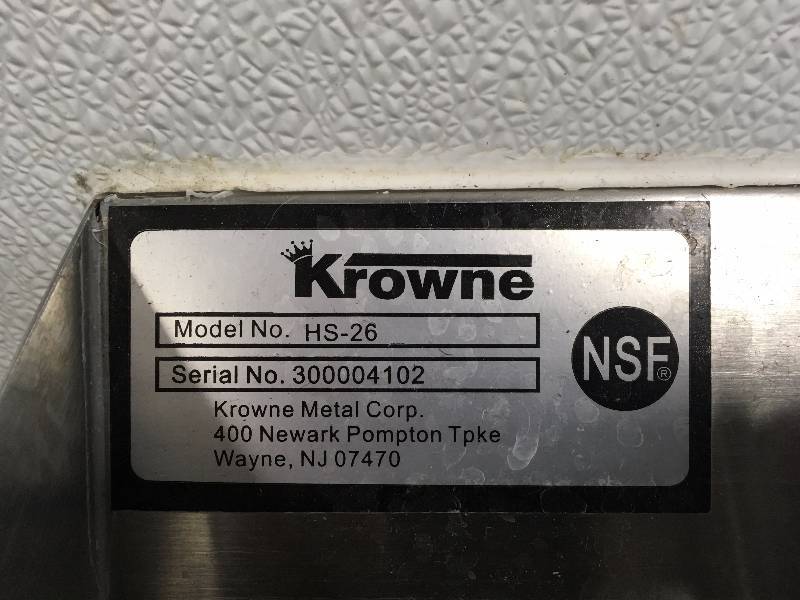 Krowne
Model No. HS-26
Serial No. 300004102
NSF®
Krowne Metal Corp.
400 Newark Pompton Tpke
Wayne, NJ 07470